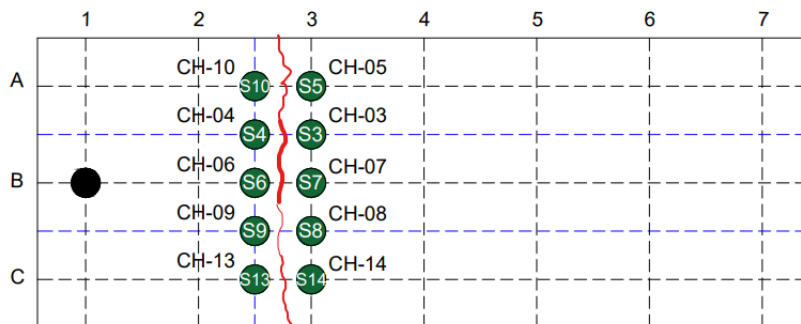 1 2 3 4 5 6 7
CH-10 CH-05
A S10 S5
CH-04 CH-03
S4 S3
CH-06 CH-07
B S6 S7
CH-09 CH-08
S9 S8
CH-13 CH-14
C S13 S14